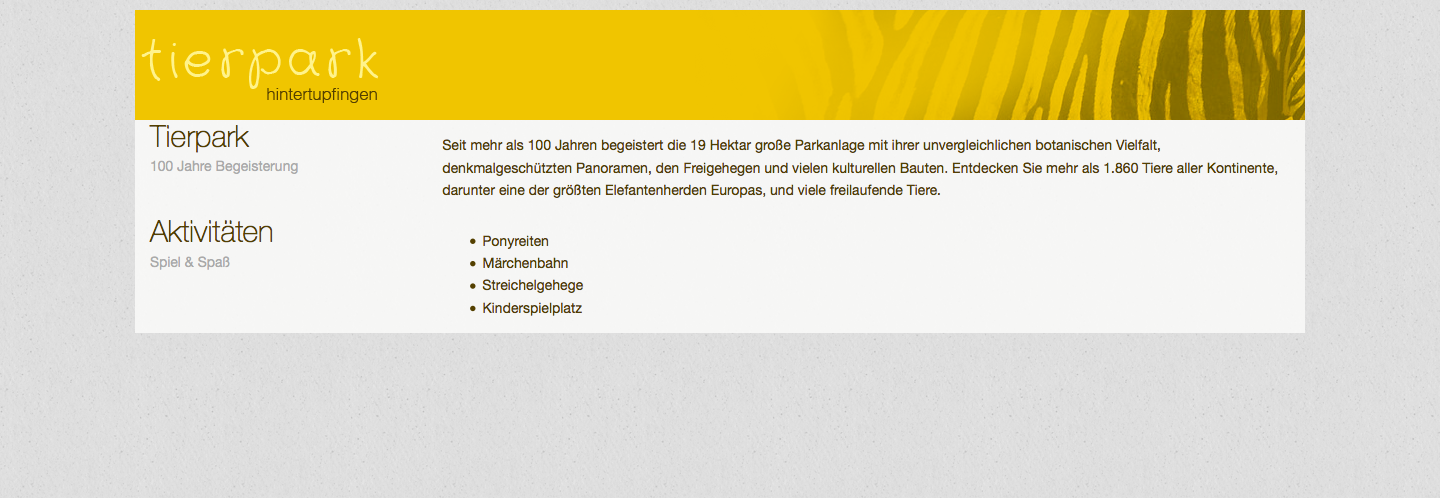 tierpark
hintertupfingen
Tierpark
100 Jahre Begeisterung
Seit mehr als 100 Jahren begeistert die 19 Hektar große Parkanlage mit ihrer unvergleichlichen botanischen Vielfalt,
denkmalgeschützten Panoramen, den Freigehegen und vielen kulturellen Bauten. Entdecken Sie mehr als 1.860 Tiere aller Kontinente,
darunter eine der größten Elefantenherden Europas, und viele freilaufende Tiere.
Aktivitäten
Spiel & Spaß
• Ponyreiten
• Märchenbahn
• Streichelgehege
• Kinderspielplatz